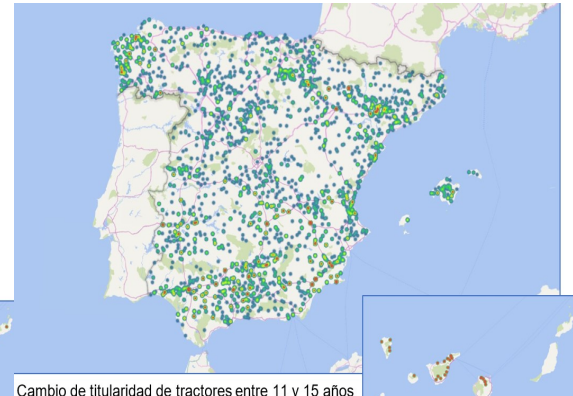 Cambio de titularidad de tractores entre 11 y 15 años